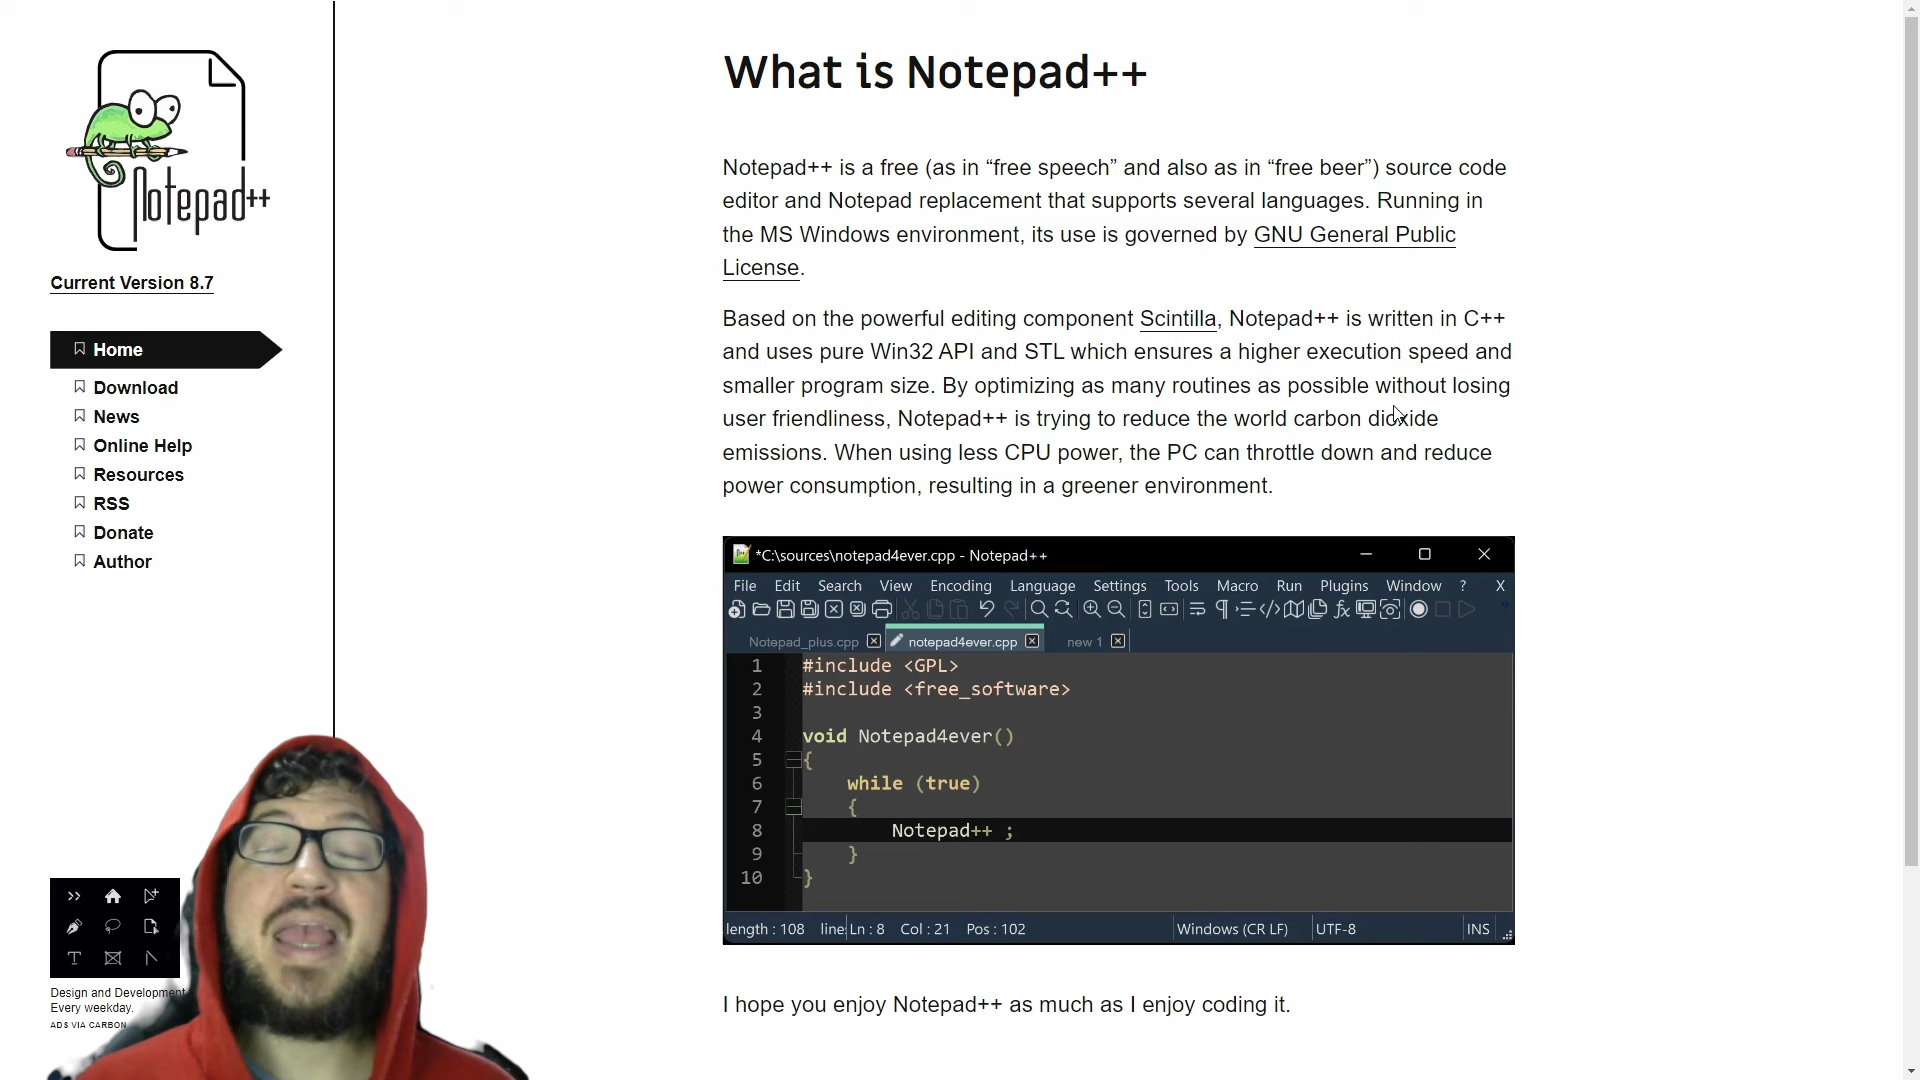 Notepad++
Current Version 8.7
Home
Download
News
Online Help
Resources
RSS
Donate
Author
Design and Development
Every weekday.
ADS VIA CARBON
What is Notepad++
Notepad++ is a free (as in “free speech” and also as in “free beer”) source code
editor and Notepad replacement that supports several languages. Running in
the MS Windows environment, its use is governed by GNU General Public
License.
Based on the powerful editing component Scintilla, Notepad++ is written in C++
and uses pure Win32 API and STL which ensures a higher execution speed and
smaller program size. By optimizing as many routines as possible without losing
user friendliness, Notepad++ is trying to reduce the world carbon dioxide
emissions. When using less CPU power, the PC can throttle down and reduce
power consumption, resulting in a greener environment.
*C:\sources\notepad4ever.cpp - Notepad++
File Edit Search View Encoding Language Settings Tools Macro Run Plugins Window ? X
Notepad_plus.cpp notepad4ever.cpp new 1
1 #include <GPL>
2 #include <free_software>
3
4 void Notepad4ever()
5 {
6 while (true)
7 {
8 Notepad++ ;
9 }
10 }
length : 108 line Ln : 8 Col : 21 Pos : 102 Windows (CR LF) UTF-8 INS
I hope you enjoy Notepad++ as much as I enjoy coding it.